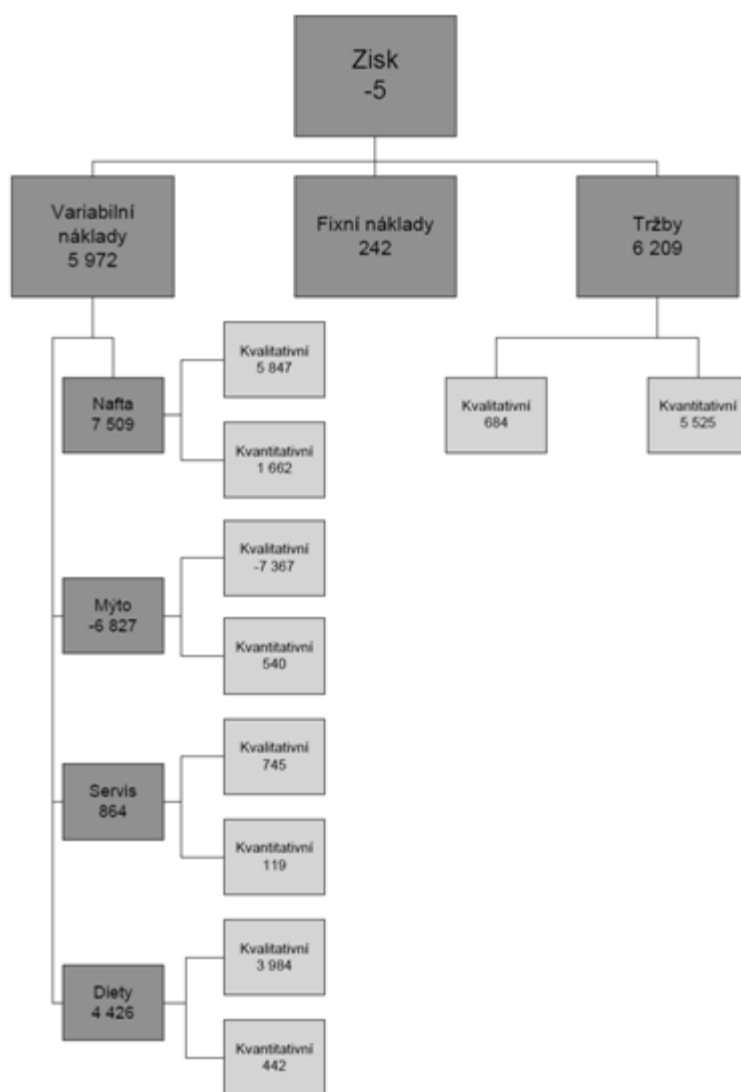 Zisk
-5
Variabilní
náklady
5 972
Fixní náklady
242
Tržby
6 209
Kvalitativní
5 847
Nafta
7 509
Kvantitativní
1 662
Kvalitativní
684
Kvantitativní
5 525
Kvalitativní
-7 367
Mýto
-6 827
Kvantitativní
540
Kvalitativní
745
Servis
864
Kvantitativní
119
Kvalitativní
3 984
Diety
4 426
Kvantitativní
442